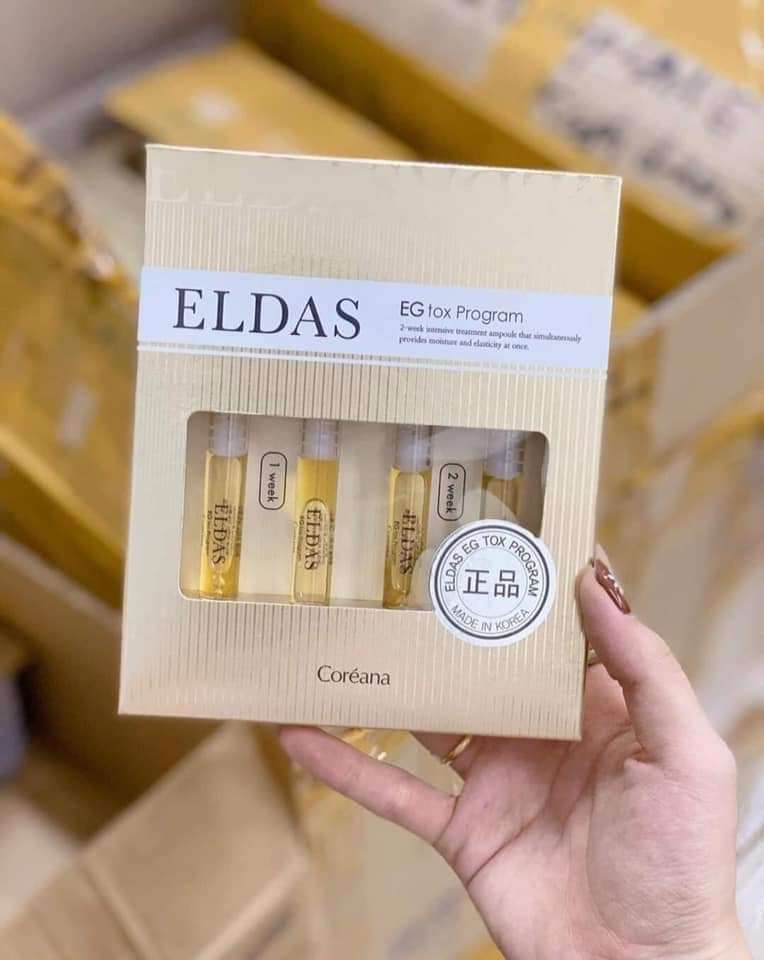 ELDAS
EG tox Program
2-week intensive treatment ampoule that simultaneously
provides moisture and elasticity at once.
1 week
2 week
ELDAS
ELDAS
ELDAS
ELDAS EG TOX PROGRAM
正品
MADE IN KOREA
Coréana